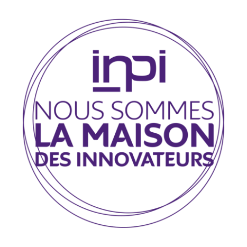 inpi
NOUS SOMMES
LA MAISON
DES INNOVATEURS